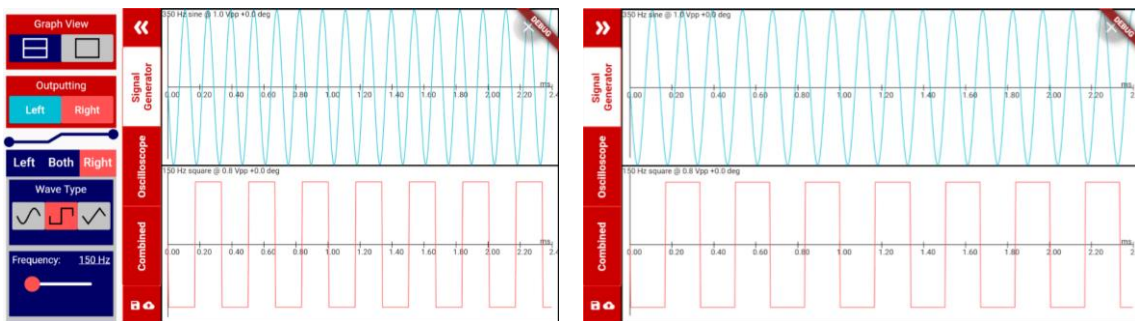 Graph View
Outputting
Left Right
Left Both Right
Wave Type
Frequency: 150 Hz
«
Signal
Generator
Oscilloscope
Combined
350 Hz sine @ 1.0 Vpp +0.0 deg
DEBUG
ms
0.00 0.20 0.40 0.60 0.80 1.00 1.20 1.40 1.60 1.80 2.00 2.20 2.4
150 Hz square @ 0.8 Vpp +0.0 deg
ms
0.00 0.20 0.40 0.60 0.80 1.00 1.20 1.40 1.60 1.80 2.00 2.20 2.4
»
Signal
Generator
Oscilloscope
Combined
350 Hz sine @ 1.0 Vpp +0.0 deg
DEBUG
ms
0.00 0.20 0.40 0.60 0.80 1.00 1.20 1.40 1.60 1.80 2.00 2.20 2.
150 Hz square @ 0.8 Vpp +0.0 deg
ms
0.00 0.20 0.40 0.60 0.80 1.00 1.20 1.40 1.60 1.80 2.00 2.20 2.